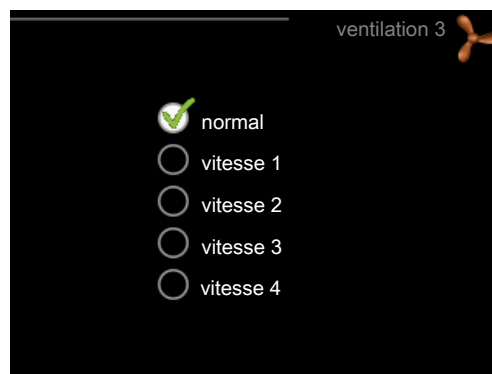 ventilation 3
normal
vitesse 1
vitesse 2
vitesse 3
vitesse 4